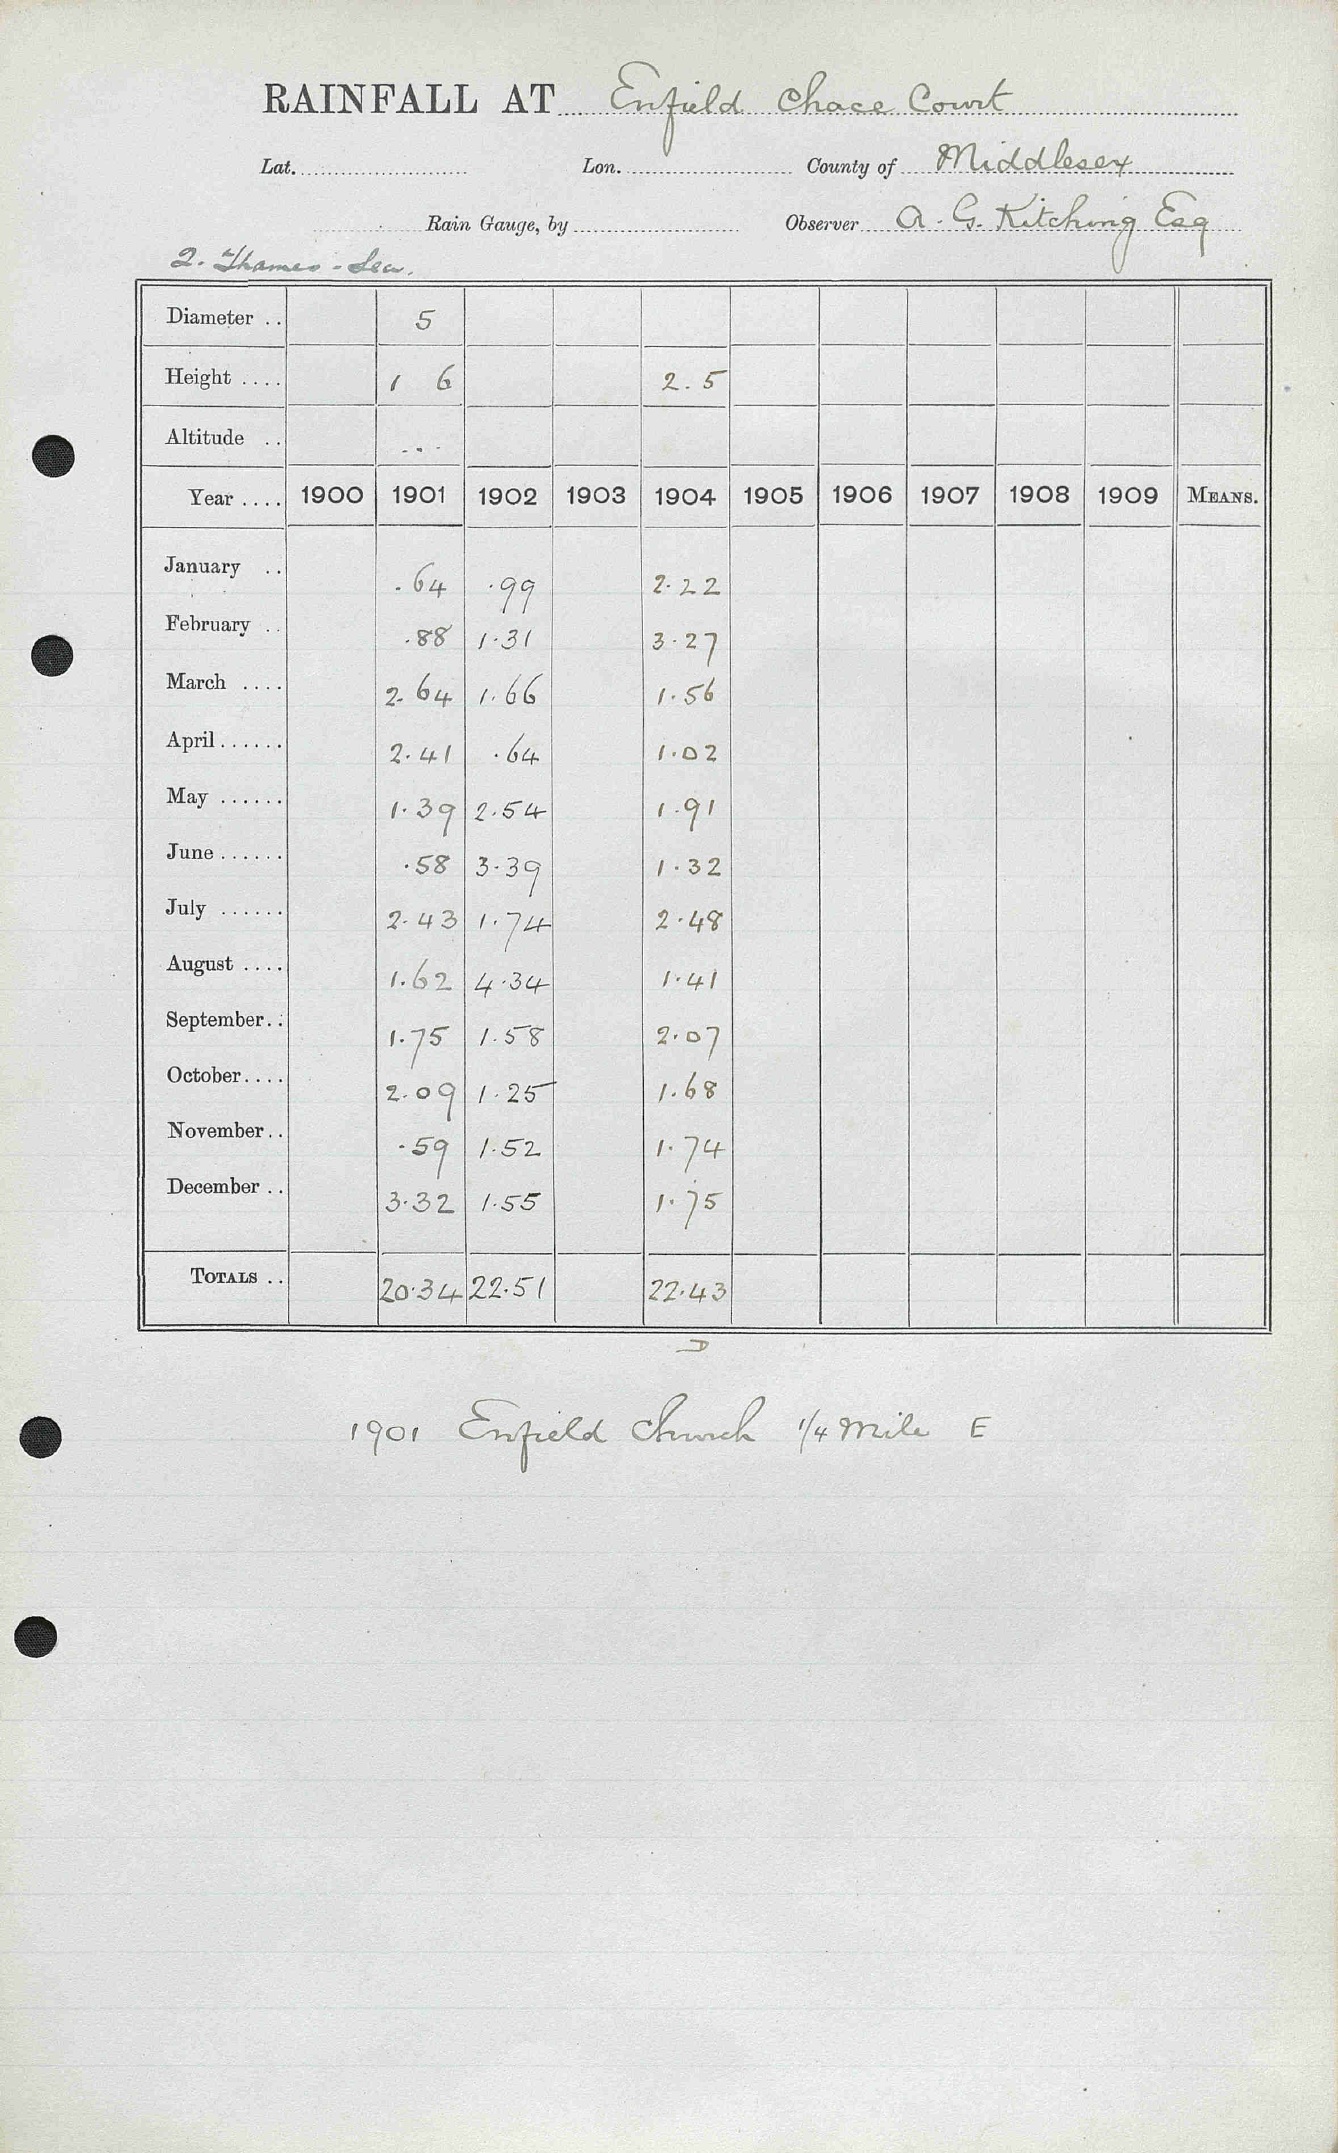 RAINFALL AT Enfield Chace Court
Lat. Lon. County of Middlesex
Rain Gauge, by Observer A. G. Kitching Esq
2. Thames - Lea.
Diameter .. 5
Height .... 1 6 2.5
Altitude .. ...
Year .... 1900 1901 1902 1903 1904 1905 1906 1907 1908 1909 MEANS.
January .. .64 .99 2.22
February .. .88 1.31 3.27
March .... 2.64 1.66 1.56
April...... 2.41 .64 1.02
May ...... 1.39 2.54 1.91
June...... .58 3.39 1.32
July ...... 2.43 1.74 2.48
August .... 1.62 4.34 1.41
September.. 1.75 1.58 2.07
October.... 2.09 1.25 1.68
November.. .59 1.52 1.74
December .. 3.32 1.55 1.75
TOTALS .. 20.34 22.51 22.43
D
1901 Enfield Church 1/4 Mile E